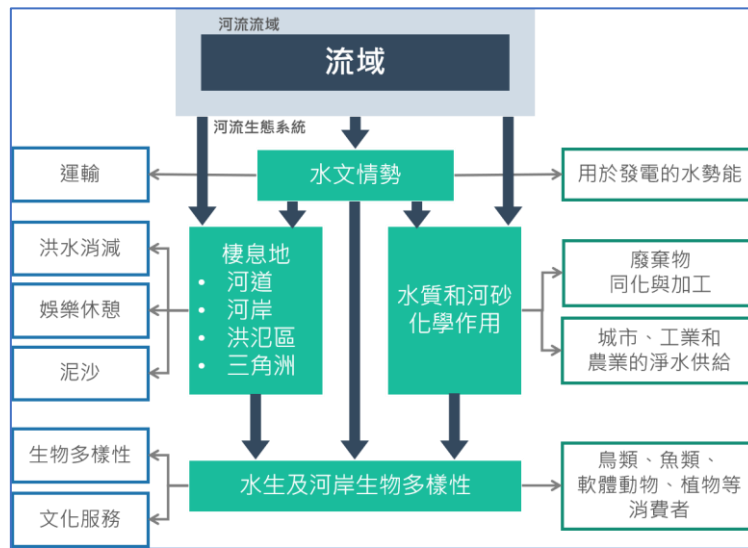 河流流域
流域
河流生態系統
運輸
水文情勢
用於發電的水勢能
洪水消減
娛樂休憩
泥沙
棲息地
• 河道
• 河岸
• 洪氾區
• 三角洲
水質和河砂
化學作用
廢棄物
同化與加工
城市、工業和
農業的淨水供給
生物多樣性
文化服務
水生及河岸生物多樣性
鳥類、魚類、
軟體動物、植物等
消費者